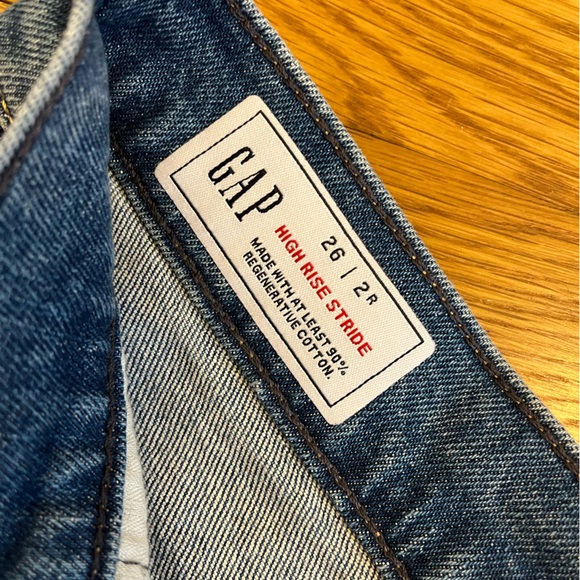 GAP
26 | 2R
HIGH RISE STRIDE
MADE WITH AT LEAST 90%
REGENERATIVE COTTON.